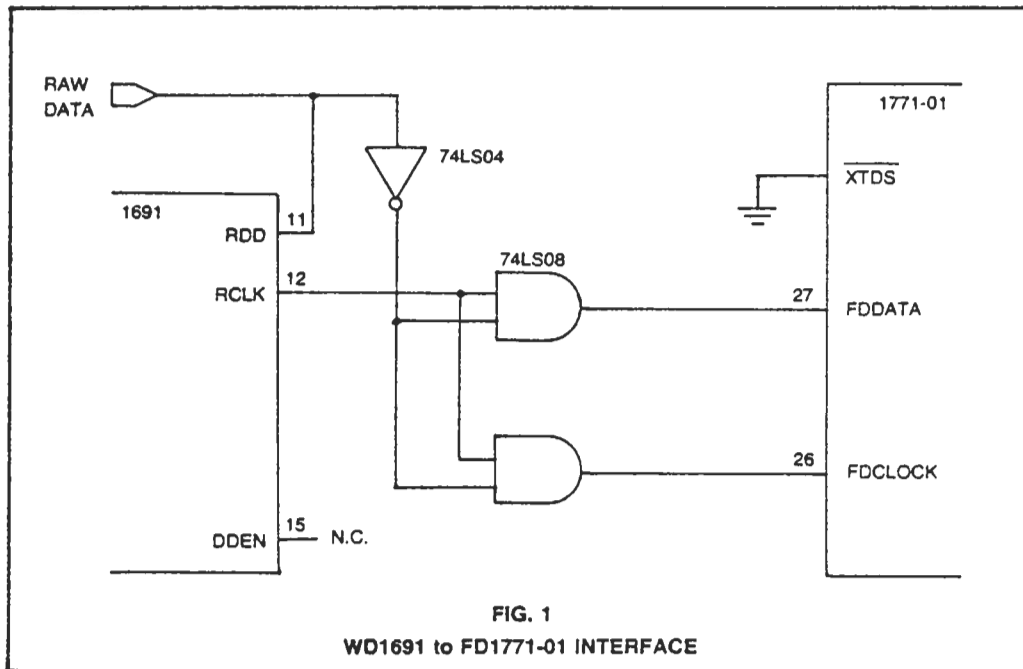 RAW
DATA
1771-01
74LS04
XTDS
1691
11
RDD
74LS08
12
RCLK
27
FDDATA
26
FDCLOCK
15
DDEN
N.C.
FIG. 1
WD1691 to FD1771-01 INTERFACE